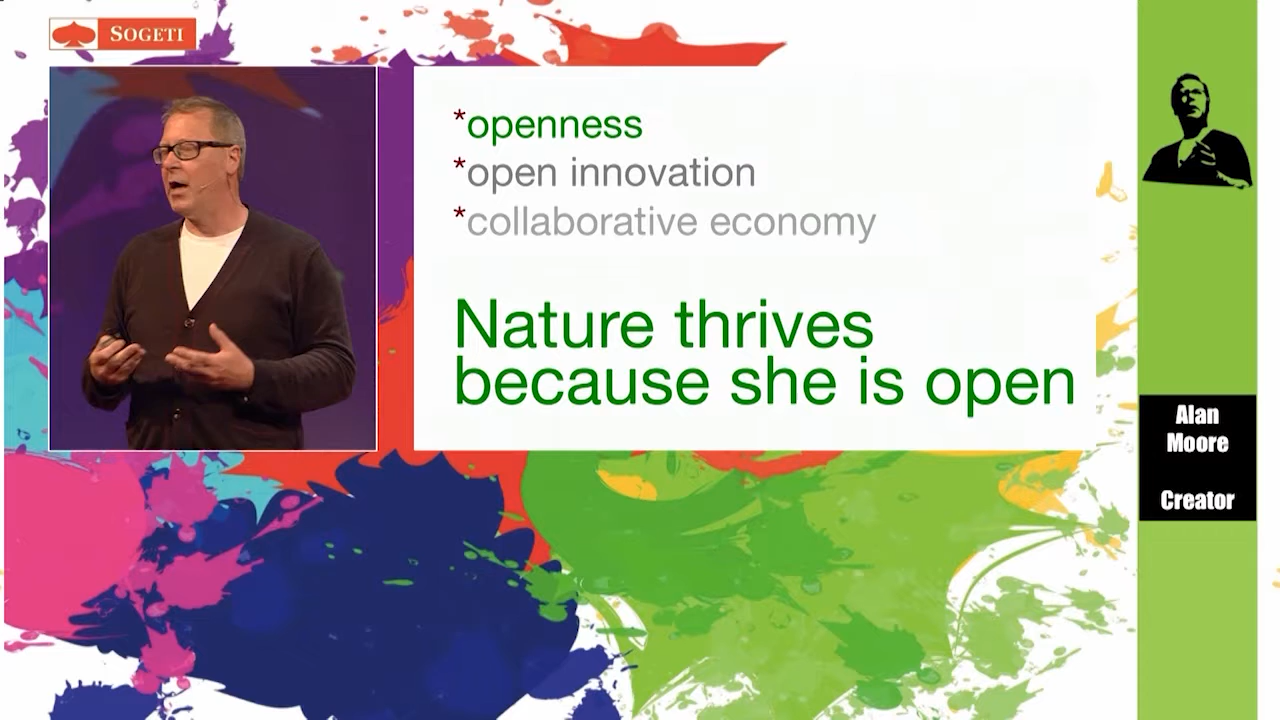 SOGETI
*openness
*open innovation
*collaborative economy
Nature thrives
because she is open
Alan
Moore
Creator